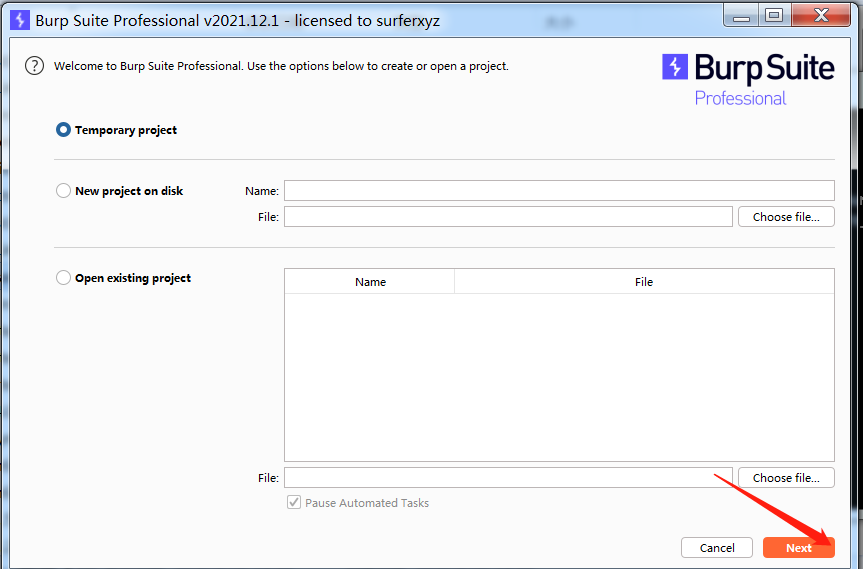 Burp Suite Professional v2021.12.1 - licensed to surferxyz
? Welcome to Burp Suite Professional. Use the options below to create or open a project.
Burp Suite
Professional
Temporary project
New project on disk Name:
File: Choose file...
Open existing project Name File
File: Choose file...
Pause Automated Tasks
Cancel Next